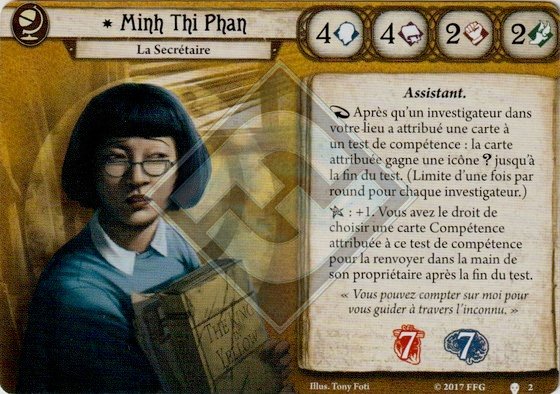 * Minh Thi Phan
La Secrétaire
4 4 2 2
Assistant.
Après qu'un investigateur dans
votre lieu a attribué une carte à
un test de compétence : la carte
attribuée gagne une icône ? jusqu'à
la fin du test. (Limite d'une fois par
round pour chaque investigateur.)
: +1. Vous avez le droit de
choisir une carte Compétence
attribuée à ce test de compétence
pour la renvoyer dans la main de
son propriétaire après la fin du test.
« Vous pouvez compter sur moi pour
vous guider à travers l'inconnu. »
THE KING
YELLOW
7 7
Illus. Tony Foti © 2017 FFG 2